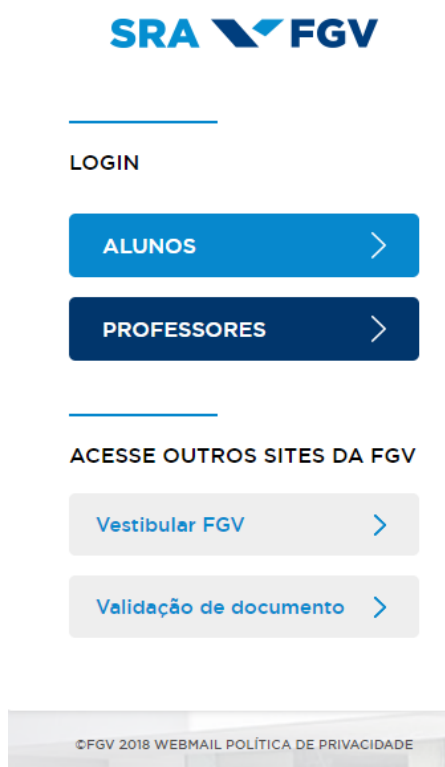 SRA FGV
LOGIN
ALUNOS
PROFESSORES
ACESSE OUTROS SITES DA FGV
Vestibular FGV
Validação de documento
©FGV 2018 WEBMAIL POLÍTICA DE PRIVACIDADE